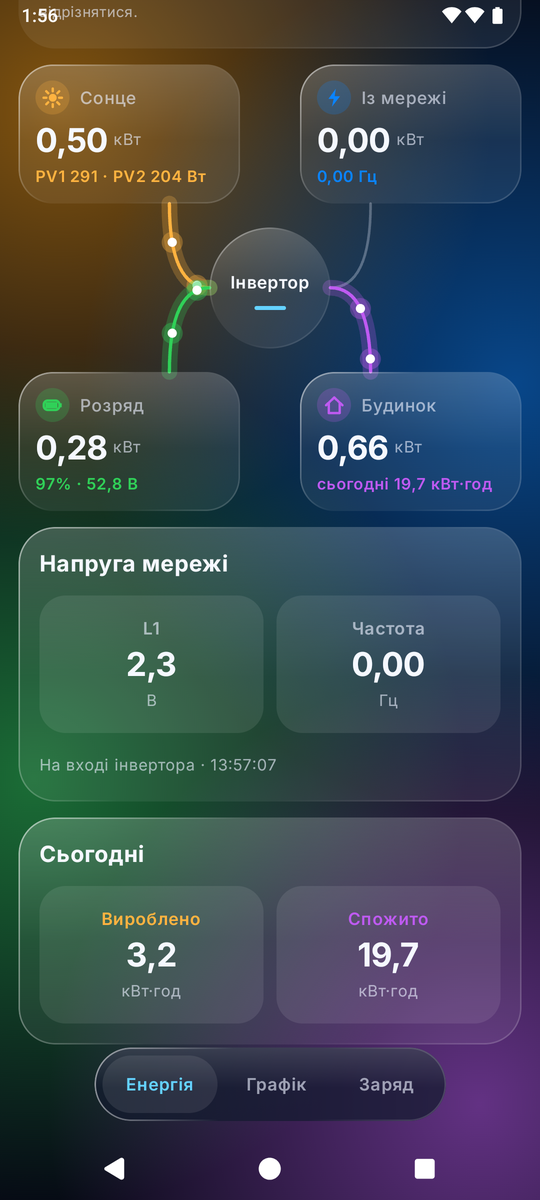 1:56
відрізнятися.
Сонце
0,50 кВт
PV1 291 · PV2 204 Вт
Із мережі
0,00 кВт
0,00 Гц
Інвертор
Розряд
0,28 кВт
97% · 52,8 В
Будинок
0,66 кВт
сьогодні 19,7 кВт·год
Напруга мережі
L1
2,3
В
Частота
0,00
Гц
На вході інвертора · 13:57:07
Сьогодні
Вироблено
3,2
кВт·год
Спожито
19,7
кВт·год
Енергія
Графік
Заряд